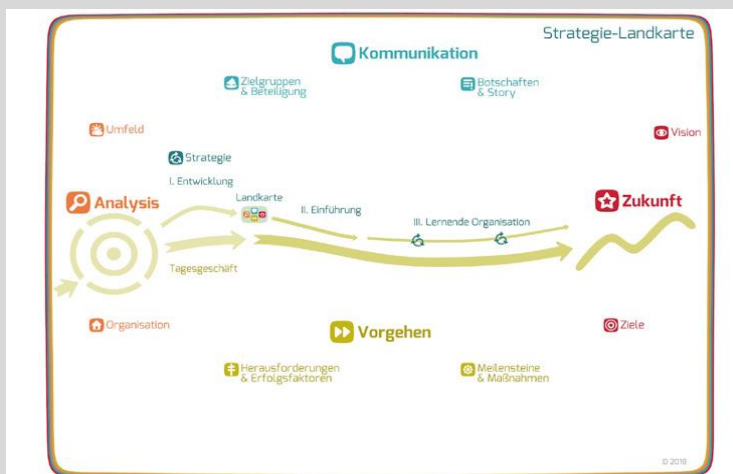 Strategie-Landkarte
Kommunikation
Zielgruppen
& Beteiligung
Botschaften
& Story
Umfeld
Vision
Strategie
I. Entwicklung
Analysis
Landkarte
II. Einführung
III. Lernende Organisation
Zukunft
Tagesgeschäft
Organisation
Vorgehen
Ziele
Herausforderungen
& Erfolgsfaktoren
Meilensteine
& Maßnahmen
© 2018